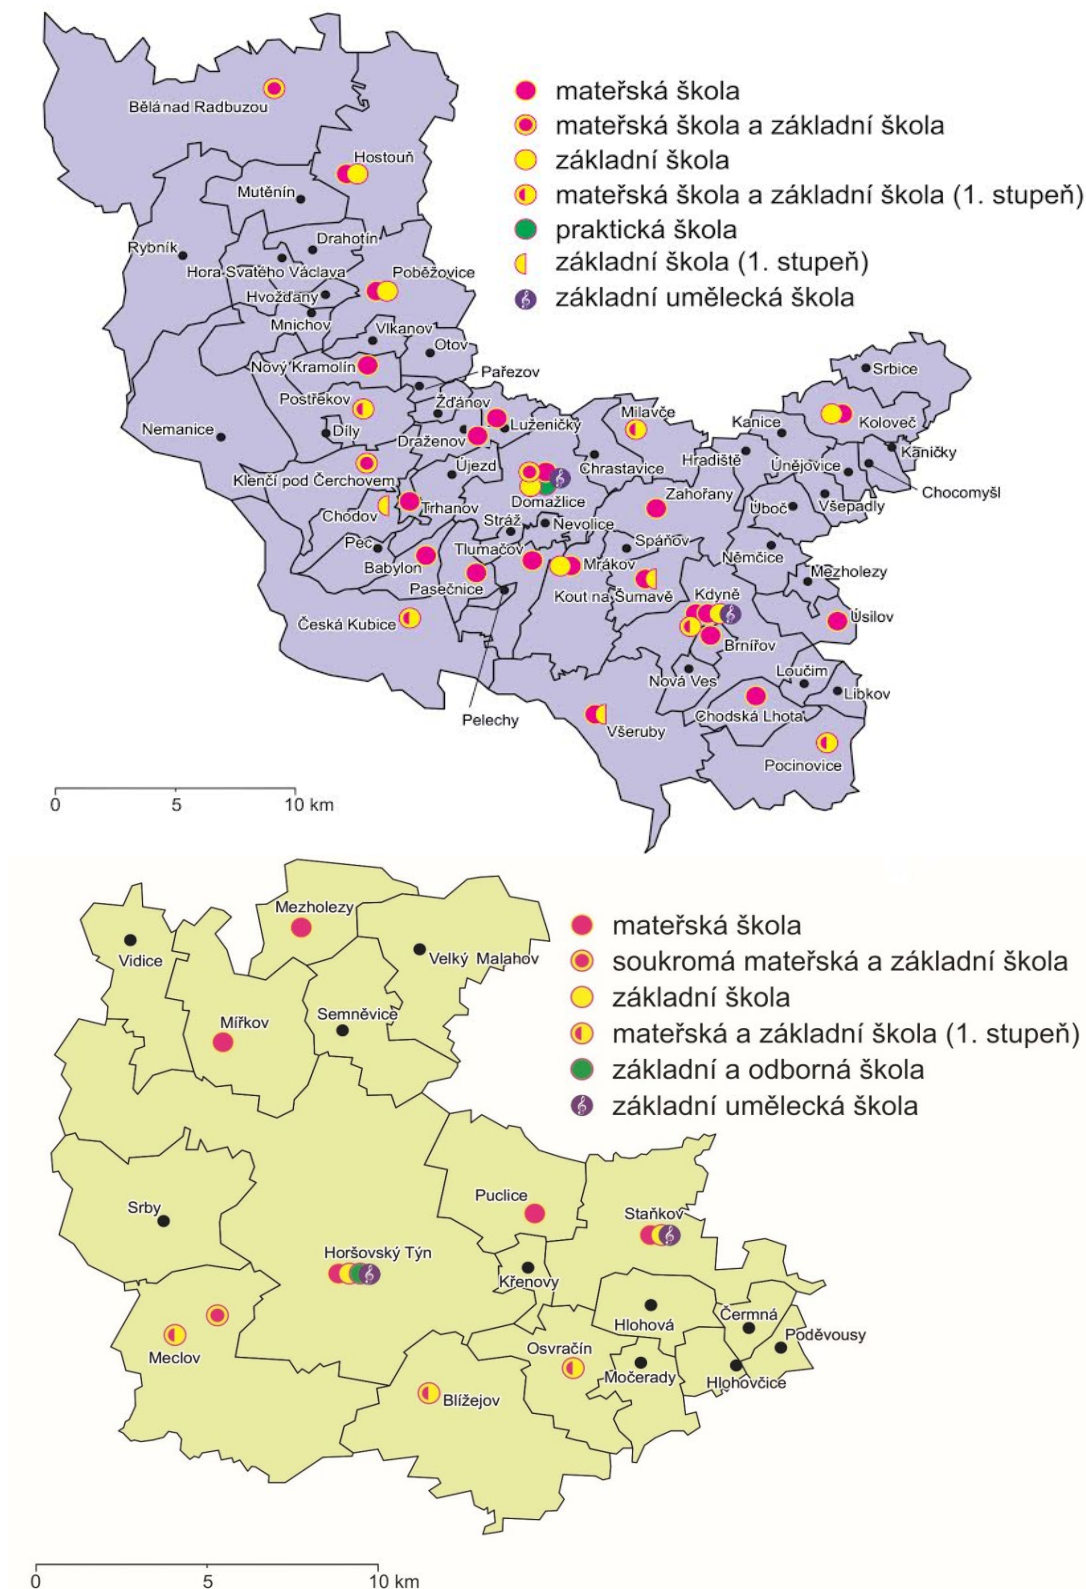 mateřská škola
mateřská škola a základní škola
základní škola
mateřská škola a základní škola (1. stupeň)
praktická škola
základní škola (1. stupeň)
základní umělecká škola
Bělá nad Radbuzou
Hostouň
Mutěnín
Rybník
Drahotín
Hora Svatého Václava
Poběžovice
Hvožďany
Mnichov
Vlkanov
Otov
Nový Kramolín
Pařezov
Srbice
Postřekov
Žďánov
Luženičky
Milavče
Kanice
Koloveč
Nemanice
Díly
Draženov
Kaničky
Klenčí pod Čerchovem
Újezd
Chrastavice
Hradiště
Únějovice
Chocomyšl
Domažlice
Zahořany
Chodov
Trhanov
Stráž
Nevolice
Úboč
Všepadly
Pec
Tlumačov
Spáňov
Němčice
Babylon
Mrákov
Mezholezy
Pasečnice
Kout na Šumavě
Kdyně
Česká Kubice
Úsilov
Brnířov
Nová Ves
Loučim
Libkov
Pelechy
Všeruby
Chodská Lhota
Pocinovice
0 5 10 km
mateřská škola
soukromá mateřská a základní škola
základní škola
mateřská a základní škola (1. stupeň)
základní a odborná škola
základní umělecká škola
Mezholezy
Vidice
Velký Malahov
Mířkov
Semněvice
Srby
Puclice
Staňkov
Horšovský Týn
Křenovy
Hlohová
Čermná
Poděvousy
Meclov
Osvračín
Močerady
Hlohovčice
Blížejov
0 5 10 km